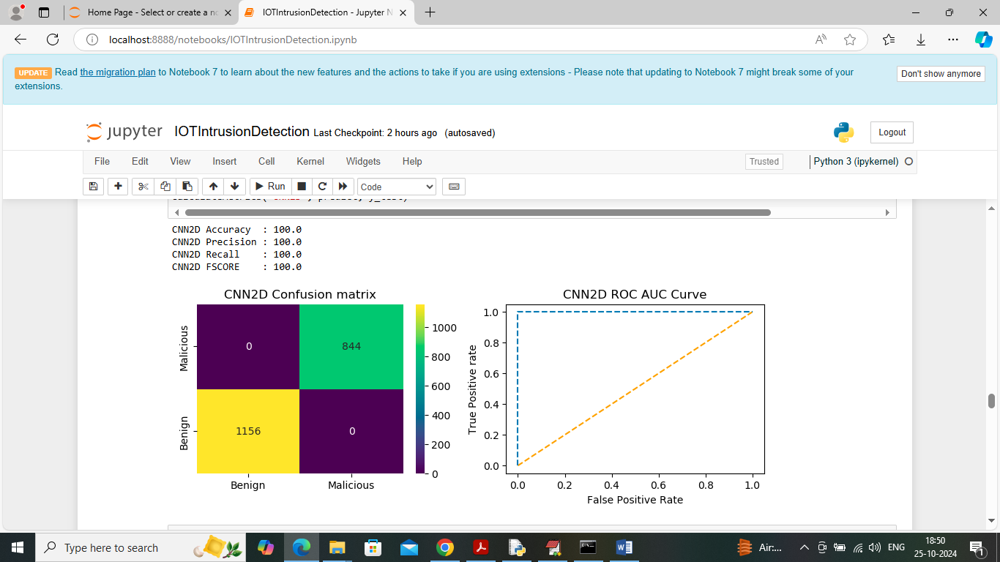 Home Page - Select or create a no
IOTIntrusionDetection - Jupyter N
localhost:8888/notebooks/IOTIntrusionDetection.ipynb
UPDATE Read the migration plan to Notebook 7 to learn about the new features and the actions to take if you are using extensions - Please note that updating to Notebook 7 might break some of your
extensions.
Don't show anymore
jupyter IOTIntrusionDetection Last Checkpoint: 2 hours ago (autosaved)
Logout
File Edit View Insert Cell Kernel Widgets Help
Trusted
Python 3 (ipykernel)
Run
Code
CNN2D Accuracy : 100.0
CNN2D Precision : 100.0
CNN2D Recall : 100.0
CNN2D FSCORE : 100.0
CNN2D Confusion matrix
Malicious
0 844
Benign
1156 0
Benign Malicious
1000
800
600
400
200
0
CNN2D ROC AUC Curve
True Positive rate
1.0
0.8
0.6
0.4
0.2
0.0
0.0 0.2 0.4 0.6 0.8 1.0
False Positive Rate
Type here to search
Air:...
ENG
18:50
25-10-2024
1